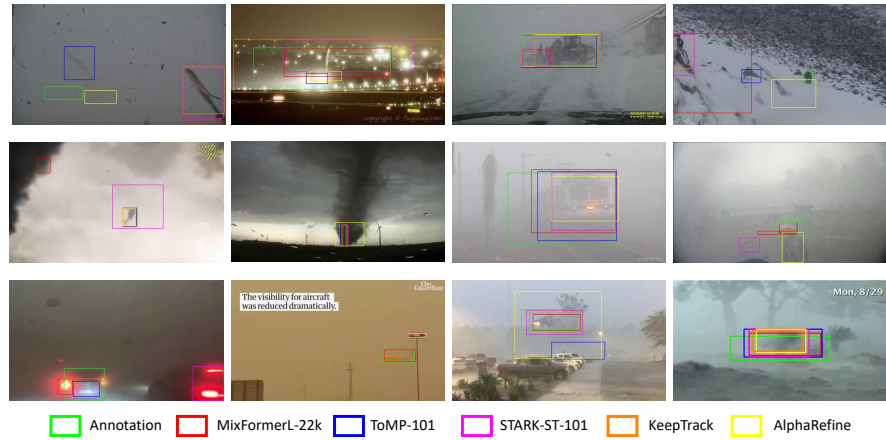 copyright © flugsnug.com
The
Guardian
The visibility for aircraft
was reduced dramatically.
Mon, 8/29
Annotation
MixFormerL-22k
ToMP-101
STARK-ST-101
KeepTrack
AlphaRefine